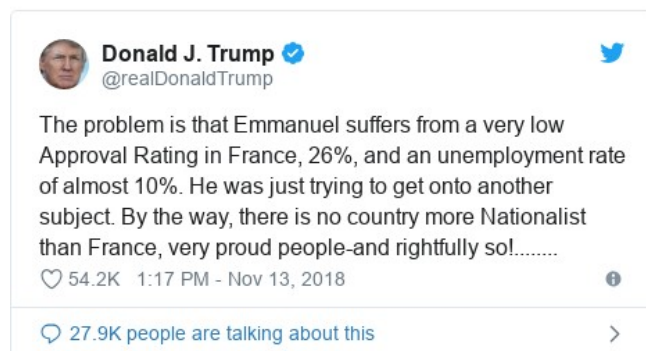 Donald J. Trump
@realDonaldTrump
The problem is that Emmanuel suffers from a very low
Approval Rating in France, 26%, and an unemployment rate
of almost 10%. He was just trying to get onto another
subject. By the way, there is no country more Nationalist
than France, very proud people-and rightfully so!........
54.2K 1:17 PM - Nov 13, 2018
27.9K people are talking about this